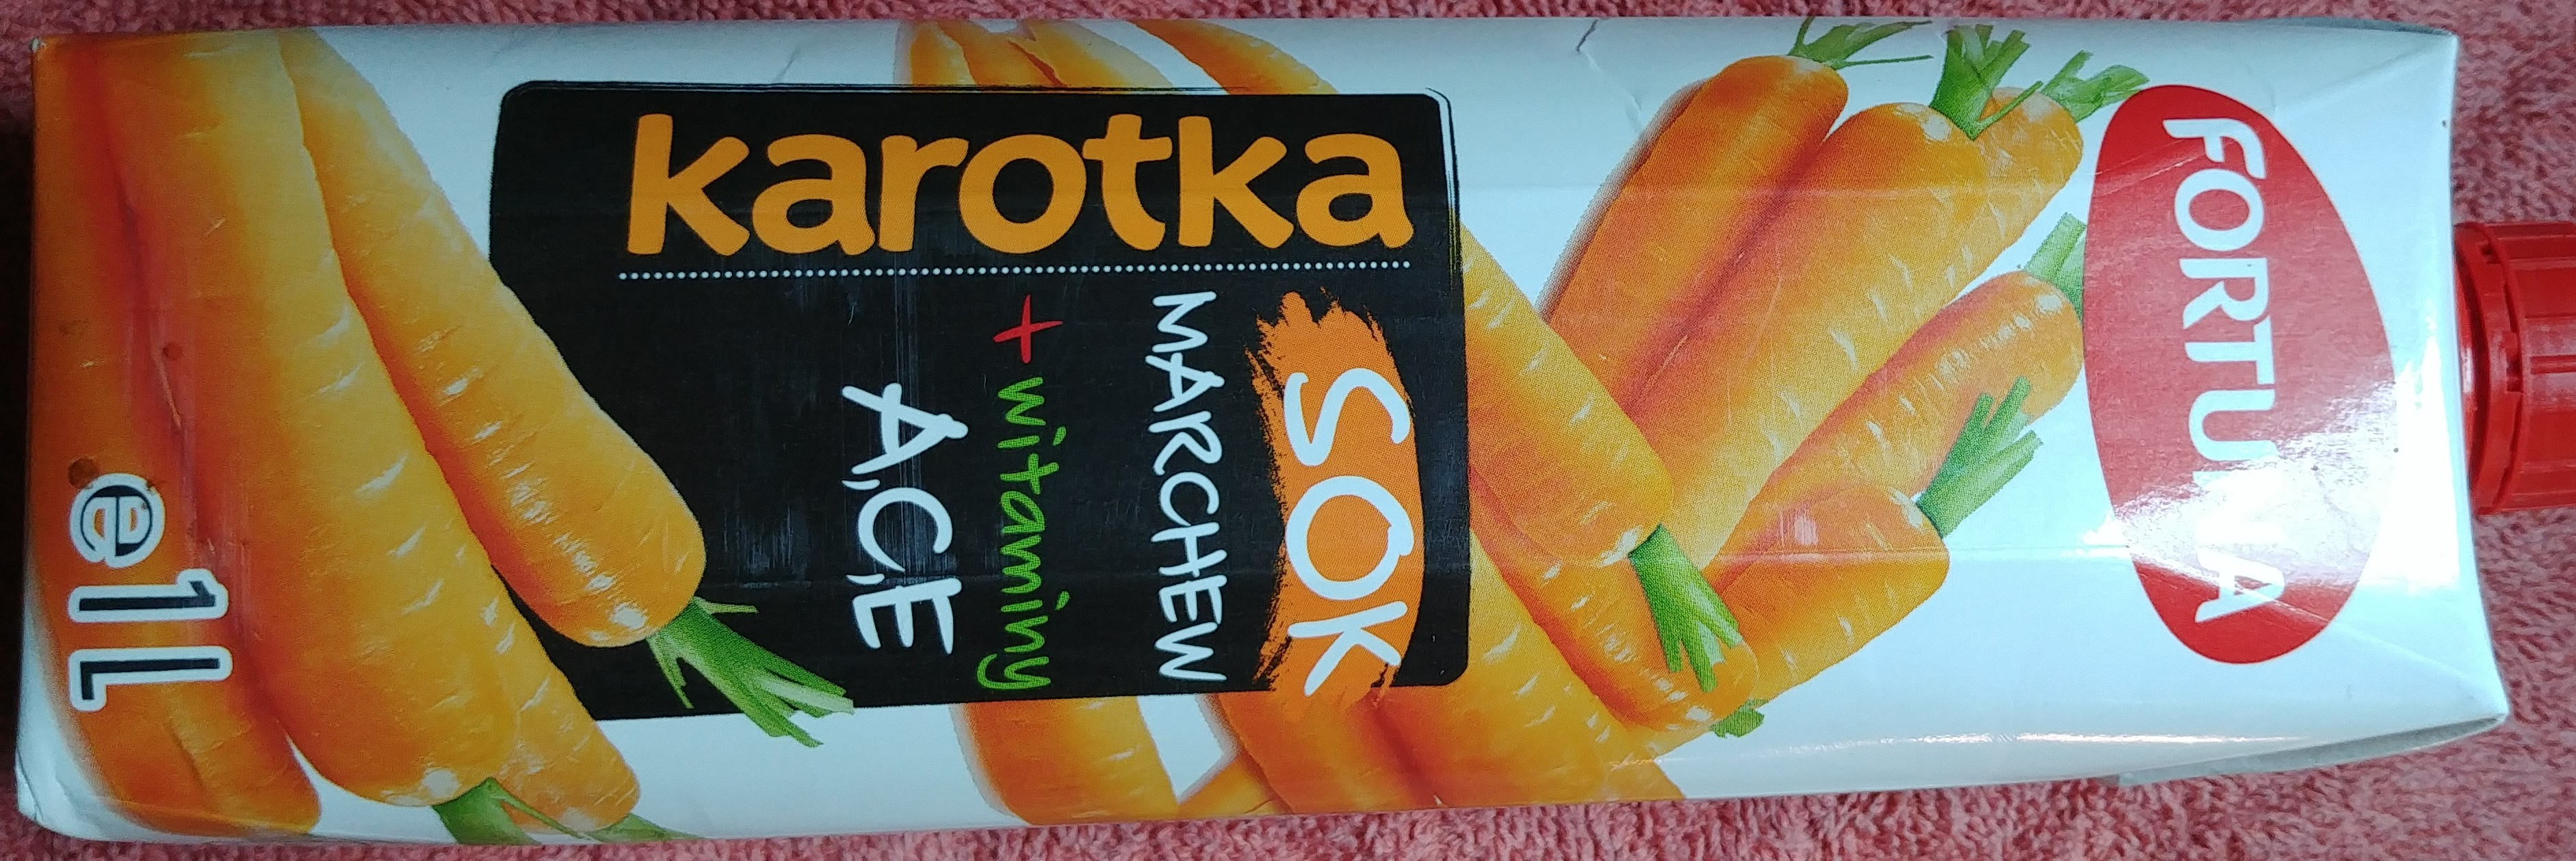 FORTUNA
karotka
SOK
MARCHEW
+ witaminy
A,C,E
e 1L